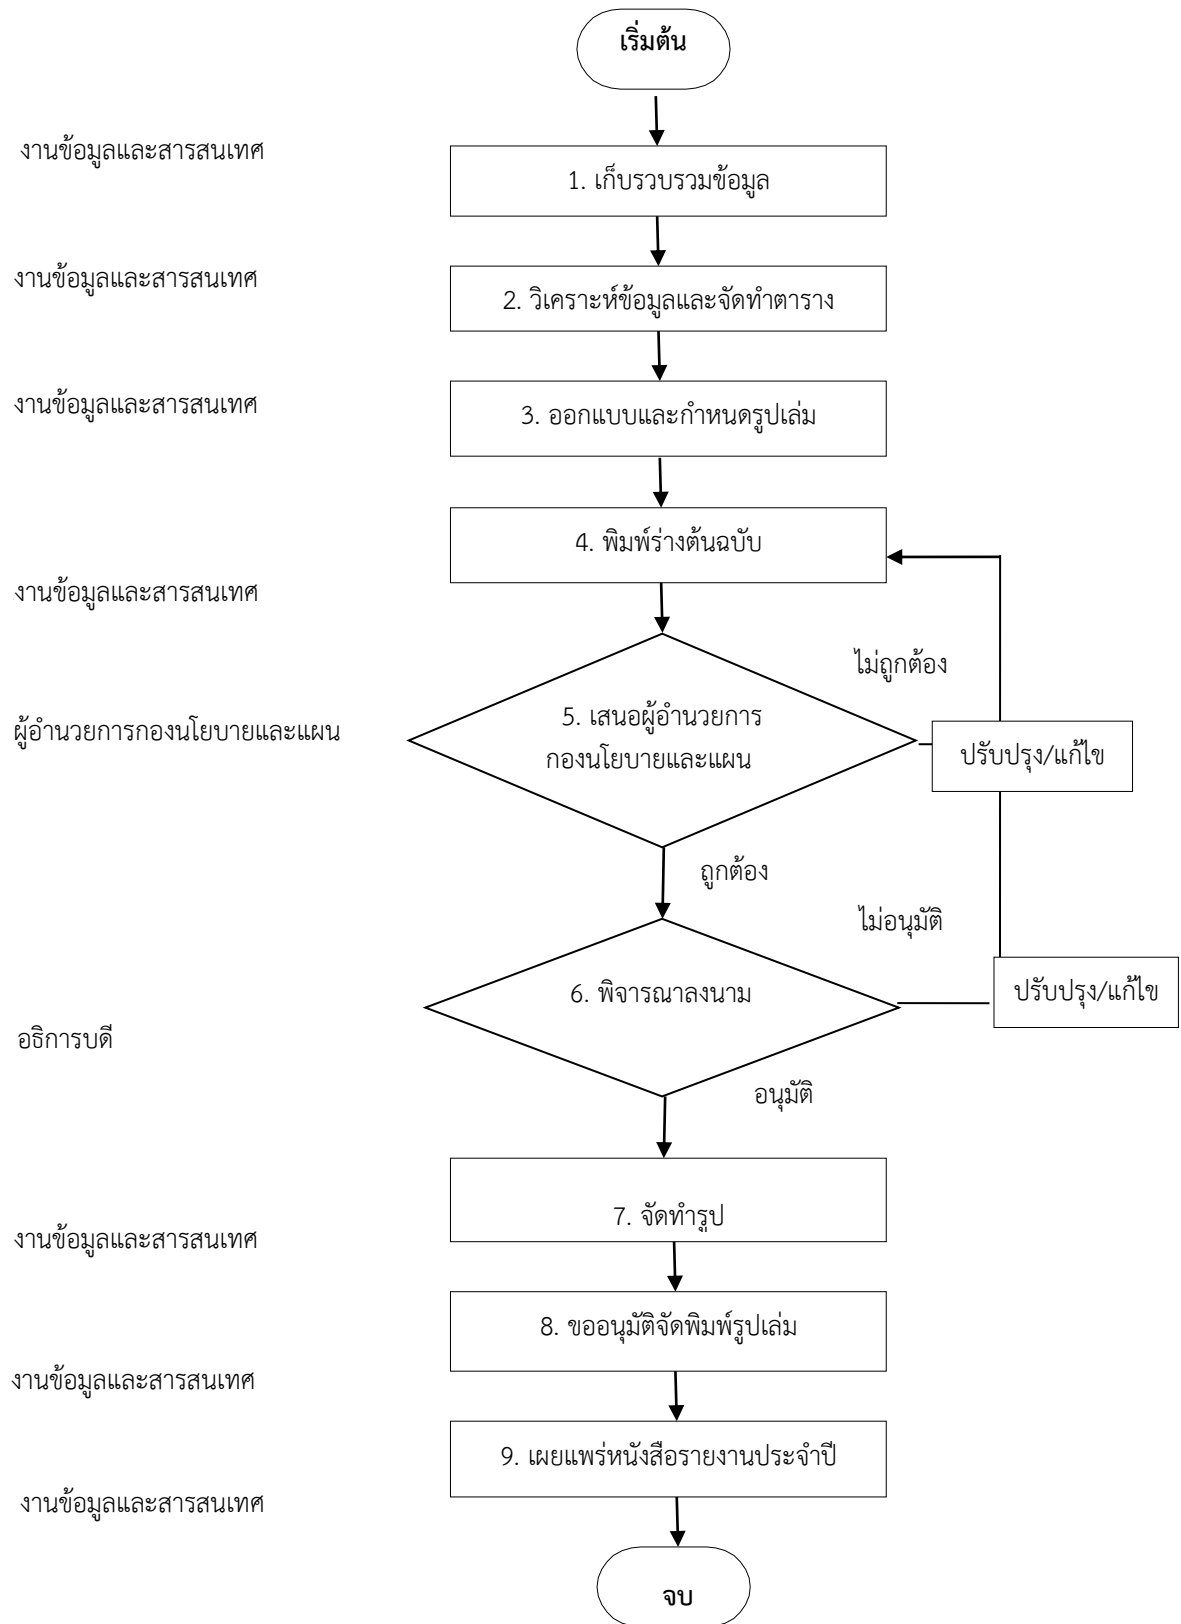 เริ่มต้น
งานข้อมูลและสารสนเทศ
1. เก็บรวบรวมข้อมูล
งานข้อมูลและสารสนเทศ
2. วิเคราะห์ข้อมูลและจัดทำตาราง
งานข้อมูลและสารสนเทศ
3. ออกแบบและกำหนดรูปเล่ม
4. พิมพ์ร่างต้นฉบับ
งานข้อมูลและสารสนเทศ
ไม่ถูกต้อง
ผู้อำนวยการกองนโยบายและแผน
5. เสนอผู้อำนวยการ
กองนโยบายและแผน
ปรับปรุง/แก้ไข
ถูกต้อง
ไม่อนุมัติ
6. พิจารณาลงนาม
ปรับปรุง/แก้ไข
อธิการบดี
อนุมัติ
7. จัดทำรูป
งานข้อมูลและสารสนเทศ
8. ขออนุมัติจัดพิมพ์รูปเล่ม
งานข้อมูลและสารสนเทศ
9. เผยแพร่หนังสือรายงานประจำปี
งานข้อมูลและสารสนเทศ
จบ